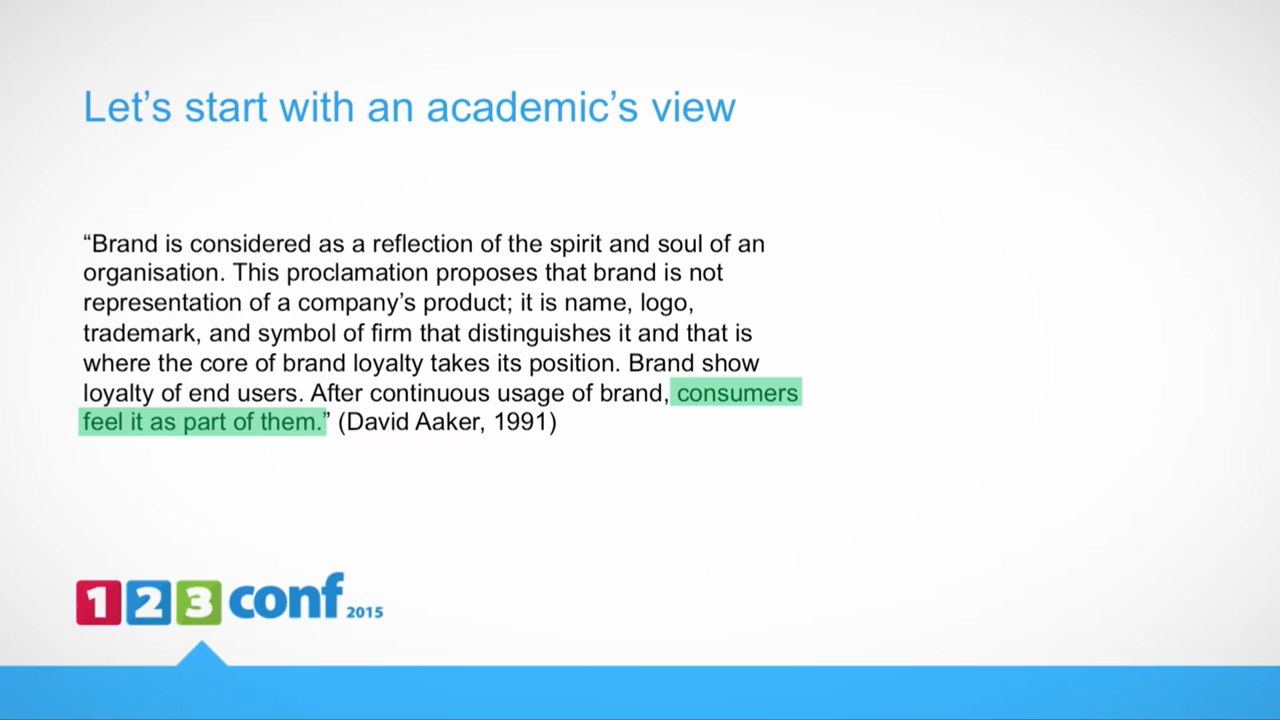 Let’s start with an academic’s view
“Brand is considered as a reflection of the spirit and soul of an
organisation. This proclamation proposes that brand is not
representation of a company’s product; it is name, logo,
trademark, and symbol of firm that distinguishes it and that is
where the core of brand loyalty takes its position. Brand show
loyalty of end users. After continuous usage of brand, consumers
feel it as part of them.” (David Aaker, 1991)
123conf 2015